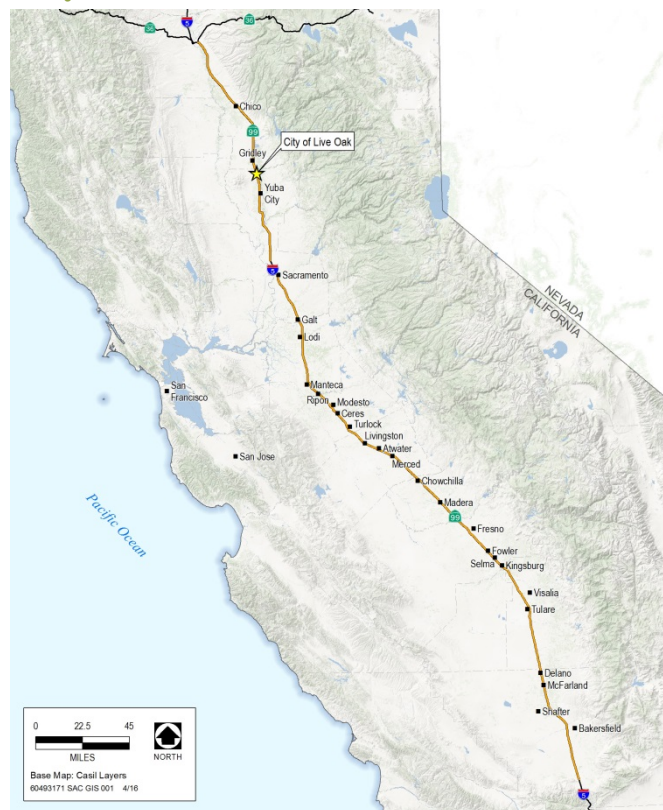 36
5
36
Chico
99
City of Live Oak
Gridley
Yuba
City
5
Sacramento
NEVADA
CALIFORNIA
Galt
Lodi
Manteca
San
Francisco
Ripon
Modesto
Ceres
Turlock
Livingston
Atwater
San Jose
Merced
Chowchilla
Madera
Pacific Ocean
99
Fresno
Fowler
Selma
Kingsburg
Visalia
Tulare
Delano
McFarland
Shafter
Bakersfield
0 22.5 45
MILES
NORTH
Base Map: Casil Layers
60493171 SAC GIS 001 4/16
5